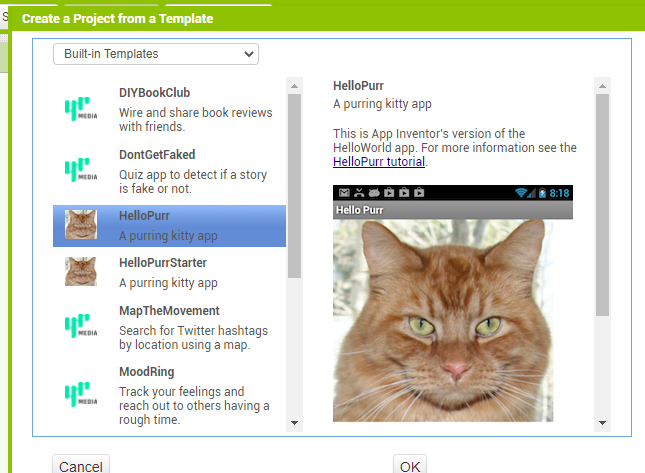 S
Create a Project from a Template
Built-in Templates
DIYBookClub
Wire and share book reviews
with friends.
DontGetFaked
Quiz app to detect if a story
is fake or not.
HelloPurr
A purring kitty app
HelloPurrStarter
A purring kitty app
MapTheMovement
Search for Twitter hashtags
by location using a map.
MoodRing
Track your feelings and
reach out to others having a
rough time.
yr
MEDIA
yr
MEDIA
yr
MEDIA
yr
MEDIA
HelloPurr
A purring kitty app
This is App Inventor's version of the
HelloWorld app. For more information see the
HelloPurr tutorial.
8:18
Hello Purr
Cancel
OK